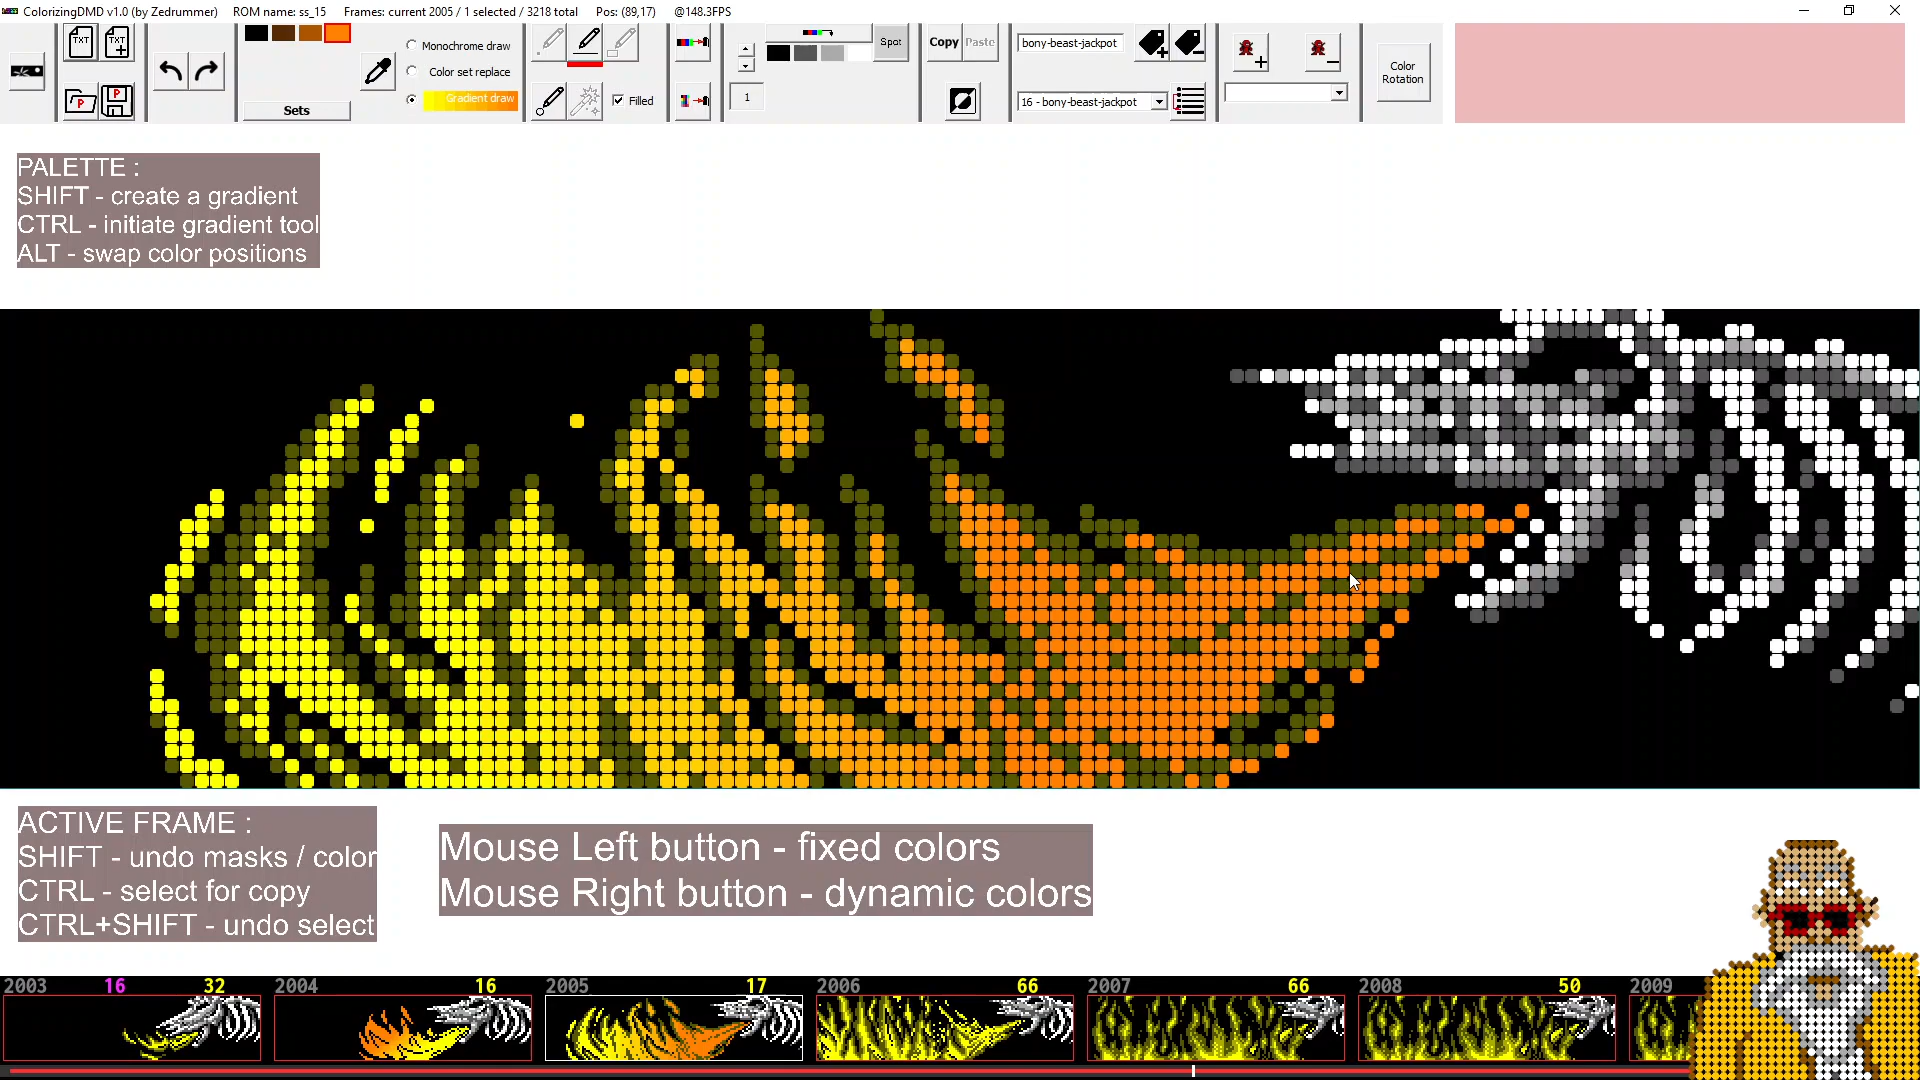 ColorizingDMD v1.0 (by Zedrummer) ROM name: ss_15 Frames: current 2005 / 1 selected / 3218 total Pos: (89,17) @148.3FPS
TXT TXT
Monochrome draw
Color set replace
Gradient draw
Sets
Filled
1
Spot
Copy Paste
bony-beast-jackpot
16 - bony-beast-jackpot
Color
Rotation
PALETTE :
SHIFT - create a gradient
CTRL - initiate gradient tool
ALT - swap color positions
ACTIVE FRAME :
SHIFT - undo masks / color
CTRL - select for copy
CTRL+SHIFT - undo select
Mouse Left button - fixed colors
Mouse Right button - dynamic colors
2003 16 32 2004 16 2005 17 2006 66 2007 66 2008 50 2009